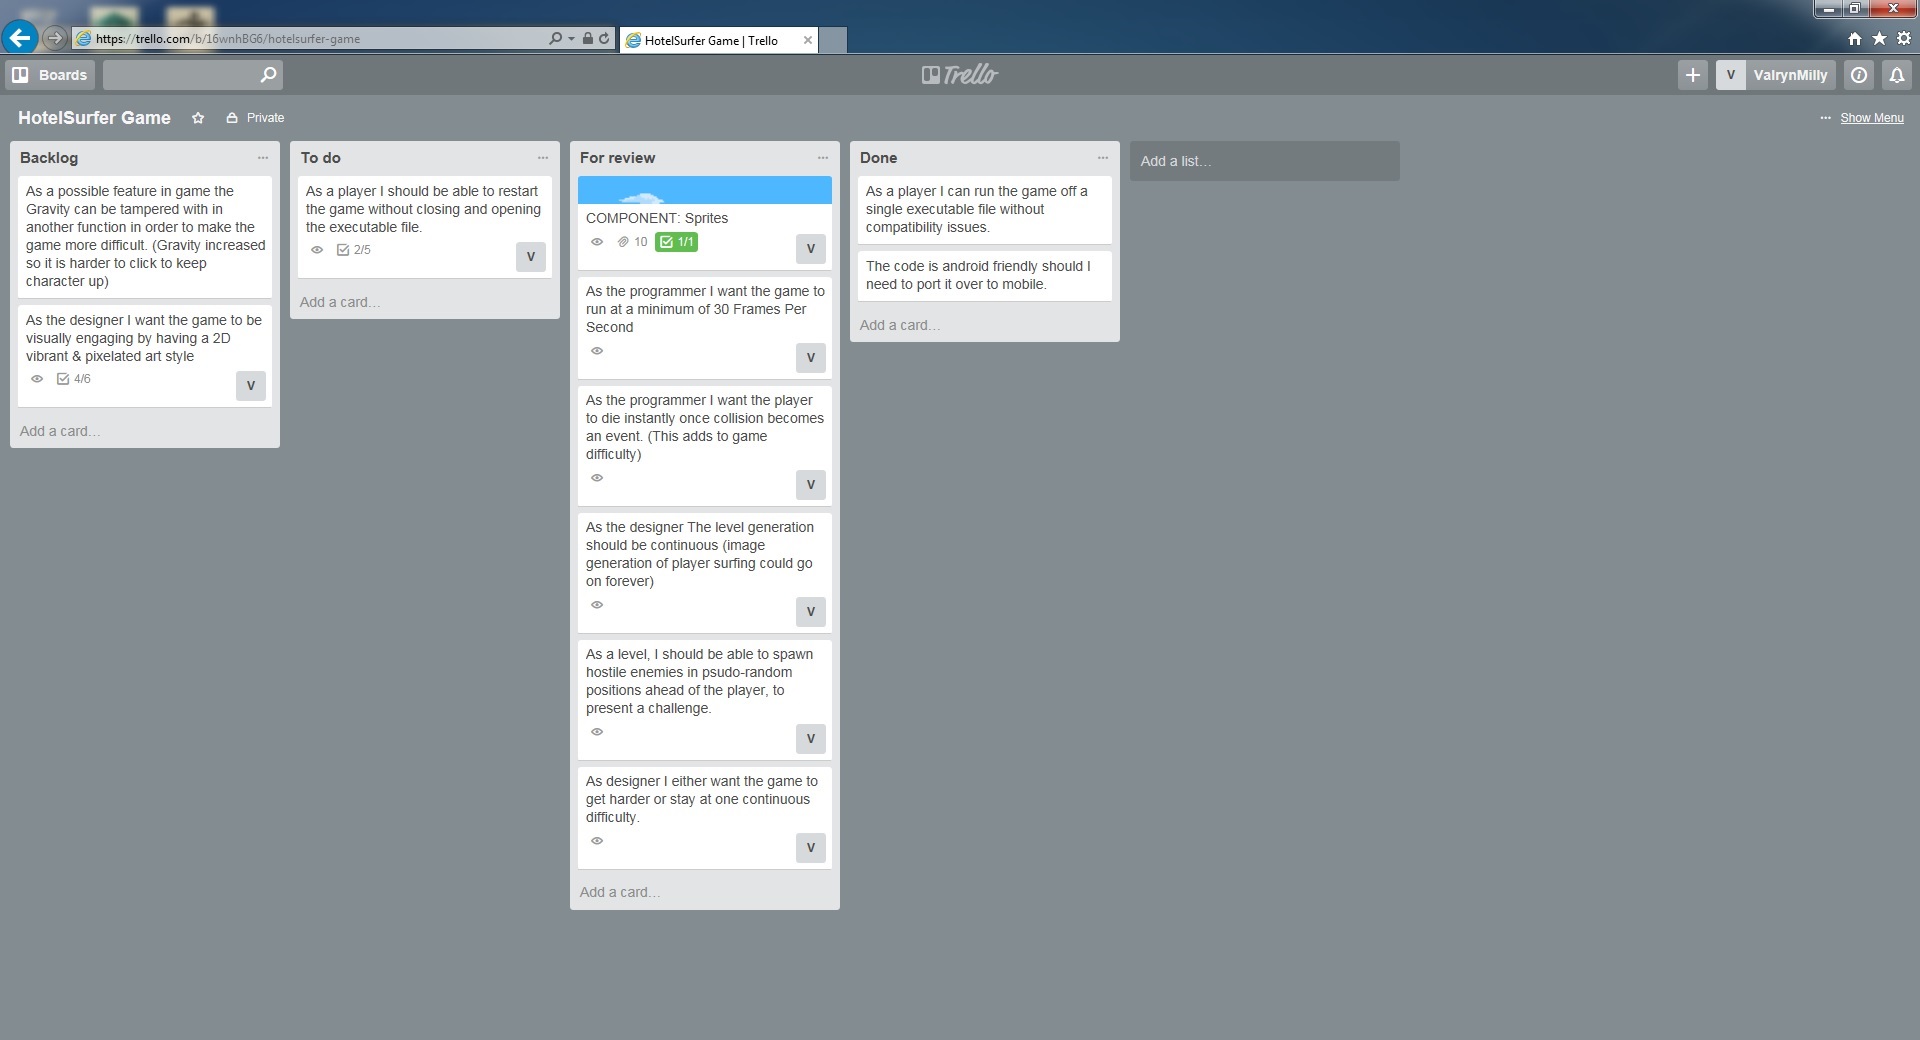 https://trello.com/b/16wnhBG6/hotelsurfer-game
HotelSurfer Game | Trello
Boards
Trello
V
ValrynMilly
HotelSurfer Game
Private
Show Menu
Backlog
As a possible feature in game the
Gravity can be tampered with in
another function in order to make the
game more difficult. (Gravity increased
so it is harder to click to keep
character up)
As the designer I want the game to be
visually engaging by having a 2D
vibrant & pixelated art style
4/6
V
Add a card...
To do
As a player I should be able to restart
the game without closing and opening
the executable file.
2/5
V
Add a card...
For review
COMPONENT: Sprites
10
1/1
V
As the programmer I want the game to
run at a minimum of 30 Frames Per
Second
V
As the programmer I want the player
to die instantly once collision becomes
an event. (This adds to game
difficulty)
V
As the designer The level generation
should be continuous (image
generation of player surfing could go
on forever)
V
As a level, I should be able to spawn
hostile enemies in psudo-random
positions ahead of the player, to
present a challenge.
V
As designer I either want the game to
get harder or stay at one continuous
difficulty.
V
Add a card...
Done
As a player I can run the game off a
single executable file without
compatibility issues.
The code is android friendly should I
need to port it over to mobile.
Add a card...
Add a list...